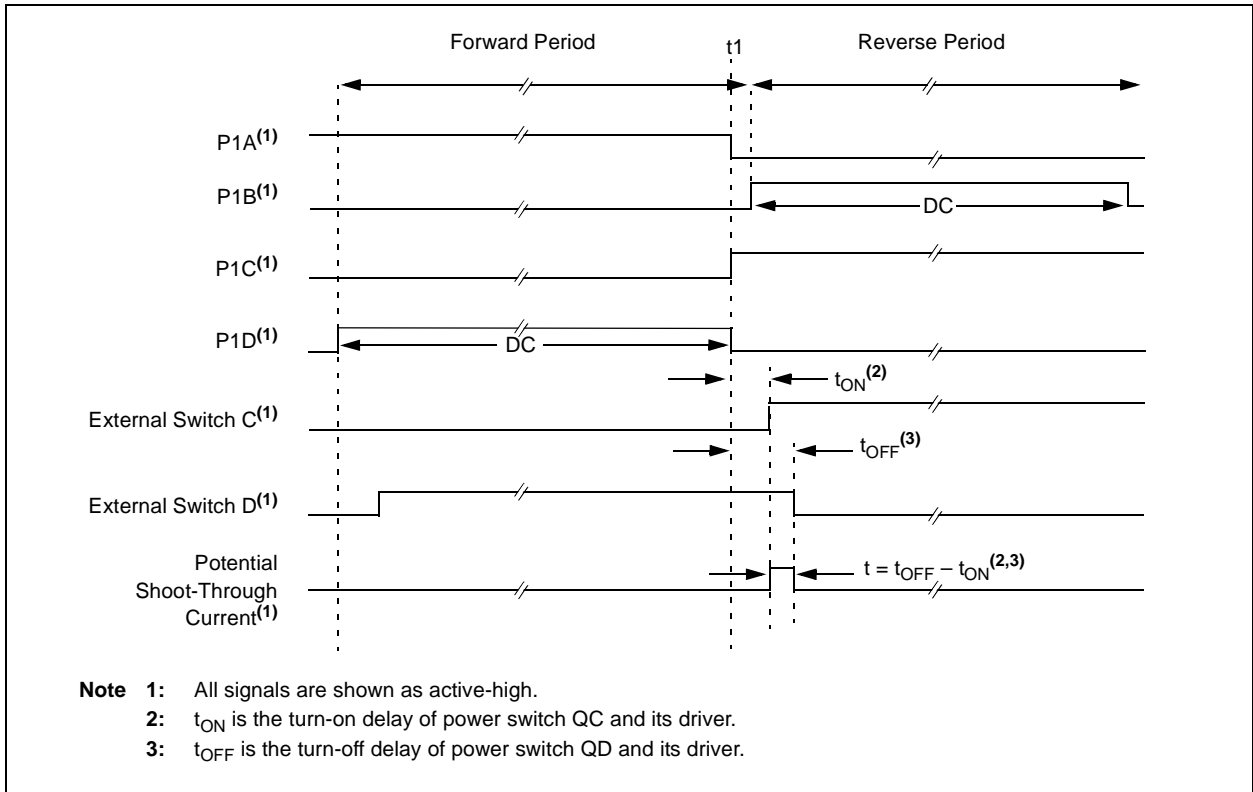 Forward Period
t1
Reverse Period
P1A(1)
P1B(1)
DC
P1C(1)
P1D(1)
DC
tON(2)
External Switch C(1)
tOFF(3)
External Switch D(1)
Potential
Shoot-Through
Current(1)
t = tOFF – tON(2,3)
Note 1: All signals are shown as active-high.
2: tON is the turn-on delay of power switch QC and its driver.
3: tOFF is the turn-off delay of power switch QD and its driver.